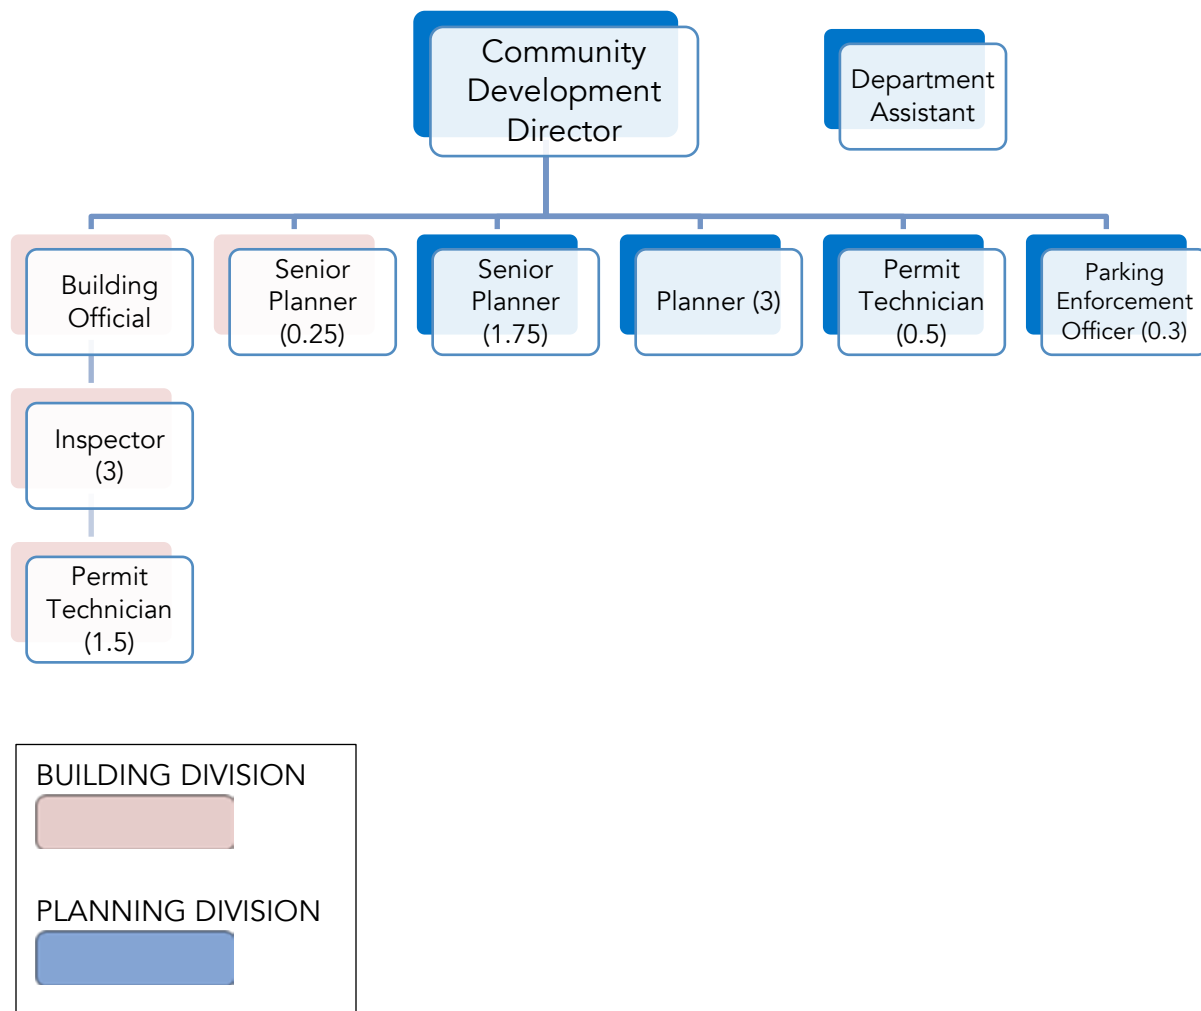 Community
Development
Director
Department
Assistant
Building
Official
Senior
Planner
(0.25)
Senior
Planner
(1.75)
Planner (3)
Permit
Technician
(0.5)
Parking
Enforcement
Officer (0.3)
Inspector
(3)
Permit
Technician
(1.5)
BUILDING DIVISION
PLANNING DIVISION